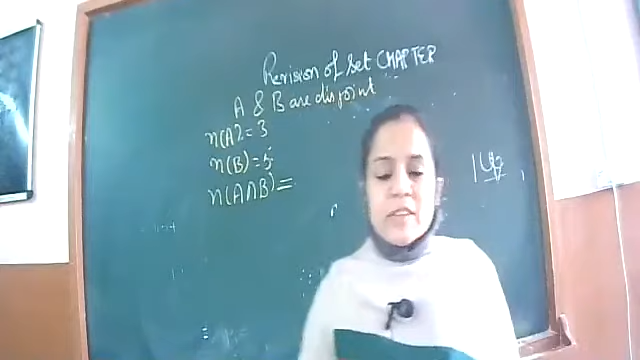 Revision of Set CHAPTER
A & B are disjoint
n(A) = 3
n(B) = 5
n(A∩B) =